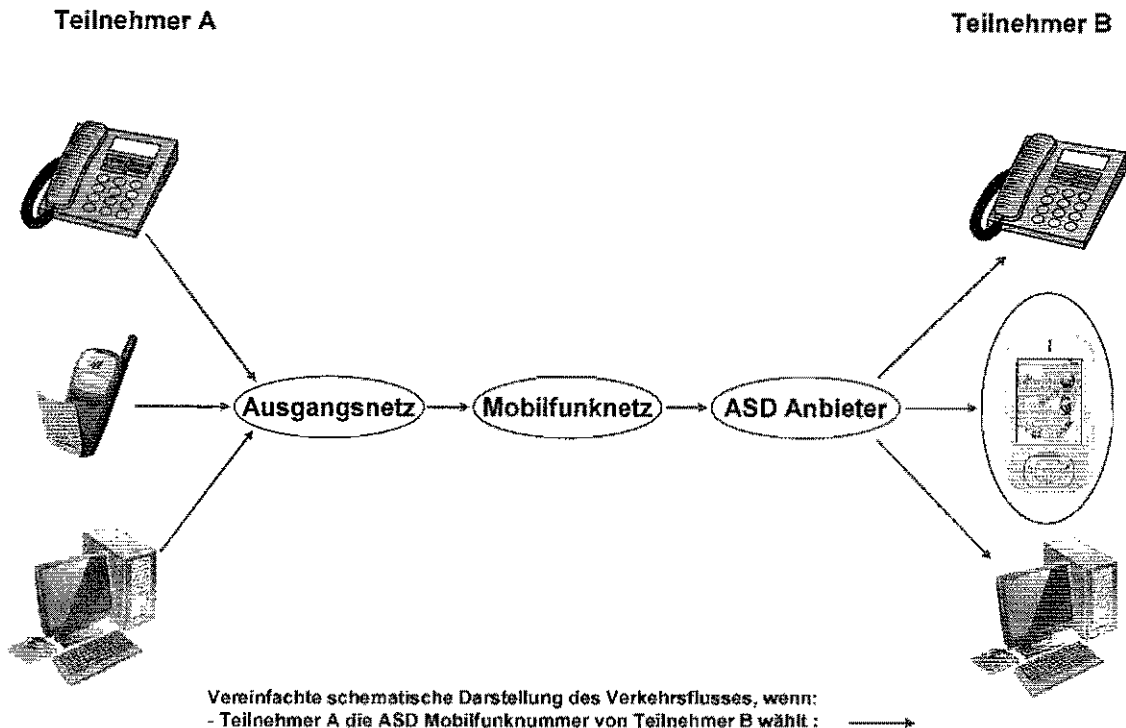 Teilnehmer A
Teilnehmer B
Ausgangsnetz
Mobilfunknetz
ASD Anbieter
Vereinfachte schematische Darstellung des Verkehrsflusses, wenn:
- Teilnehmer A die ASD Mobilfunknummer von Teilnehmer B wählt :